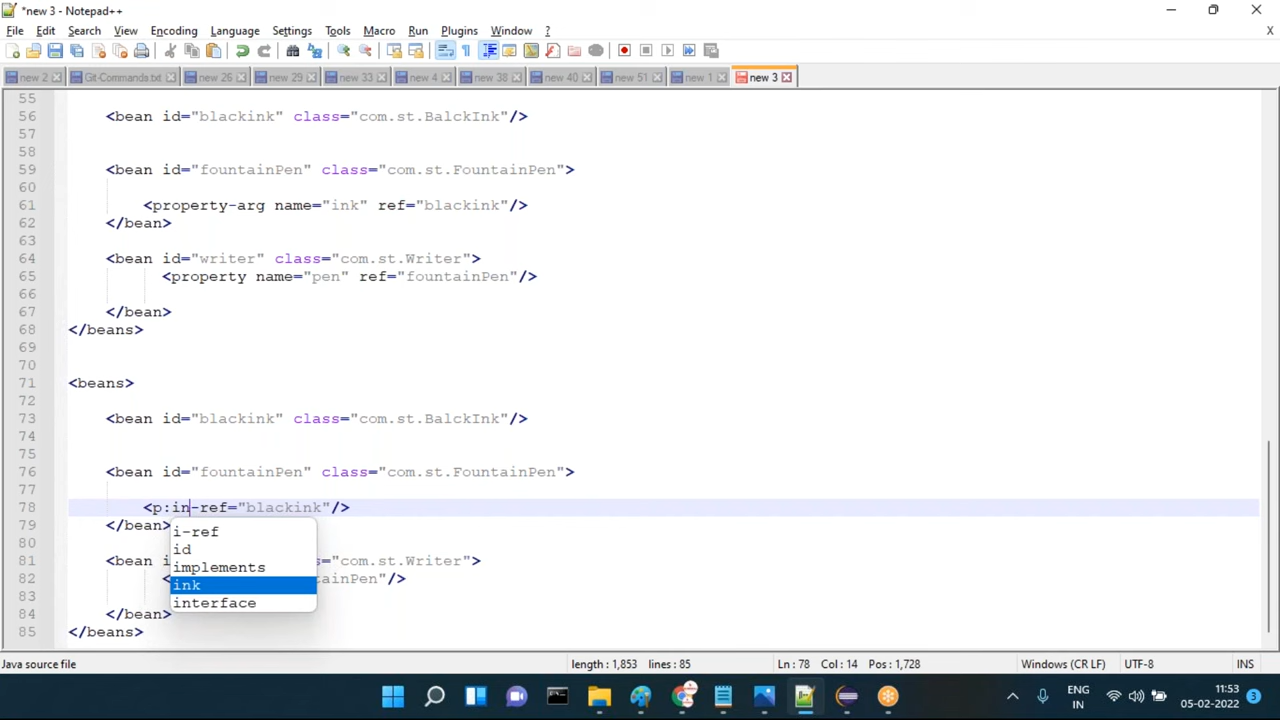 *new 3 - Notepad++
File Edit Search View Encoding Language Settings Tools Macro Run Plugins Window ? X
new 2 Git-Commands.txt new 26 new 29 new 33 new 4 new 38 new 40 new 51 new 1 new 3
55
56 <bean id="blackink" class="com.st.BalckInk"/>
57
58
59 <bean id="fountainPen" class="com.st.FountainPen">
60
61 <property-arg name="ink" ref="blackink"/>
62 </bean>
63
64 <bean id="writer" class="com.st.Writer">
65 <property name="pen" ref="fountainPen"/>
66
67 </bean>
68 </beans>
69
70
71 <beans>
72
73 <bean id="blackink" class="com.st.BalckInk"/>
74
75
76 <bean id="fountainPen" class="com.st.FountainPen">
77
78 <p:in-ref="blackink"/>
79 </bean>
i-ref
80
id
81 <bean i s="com.st.Writer">
implements
82 < tainPen"/>
ink
83
interface
84 </bean>
85 </beans>
Java source file length : 1,853 lines : 85 Ln : 78 Col : 14 Pos : 1,728 Windows (CR LF) UTF-8 INS
ENG
IN
11:53
05-02-2022
3